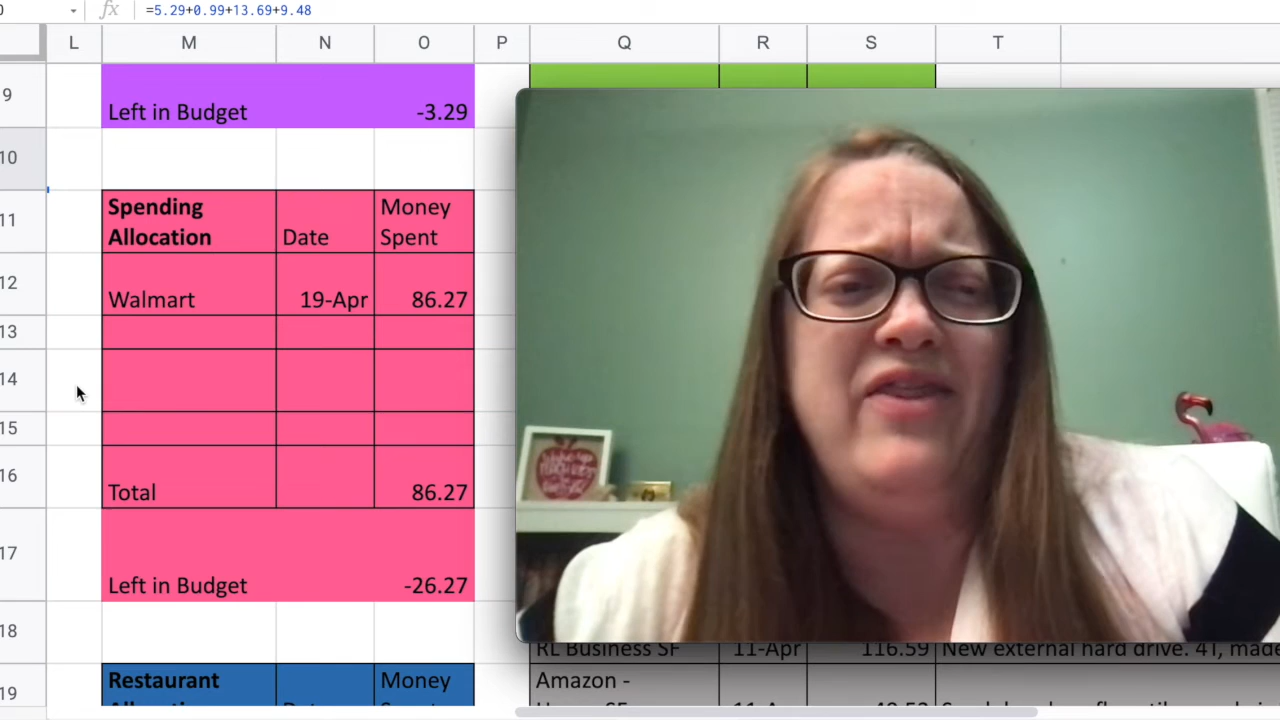 fx =5.29+0.99+13.69+9.48
L M N O P Q R S T
9 Left in Budget -3.29
10
11 Spending Allocation Date Money Spent
12 Walmart 19-Apr 86.27
13
14
15
16 Total 86.27
17 Left in Budget -26.27
18 RL Business SF 11-Apr 116.59 New external hard drive.
19 Restaurant Money Amazon -